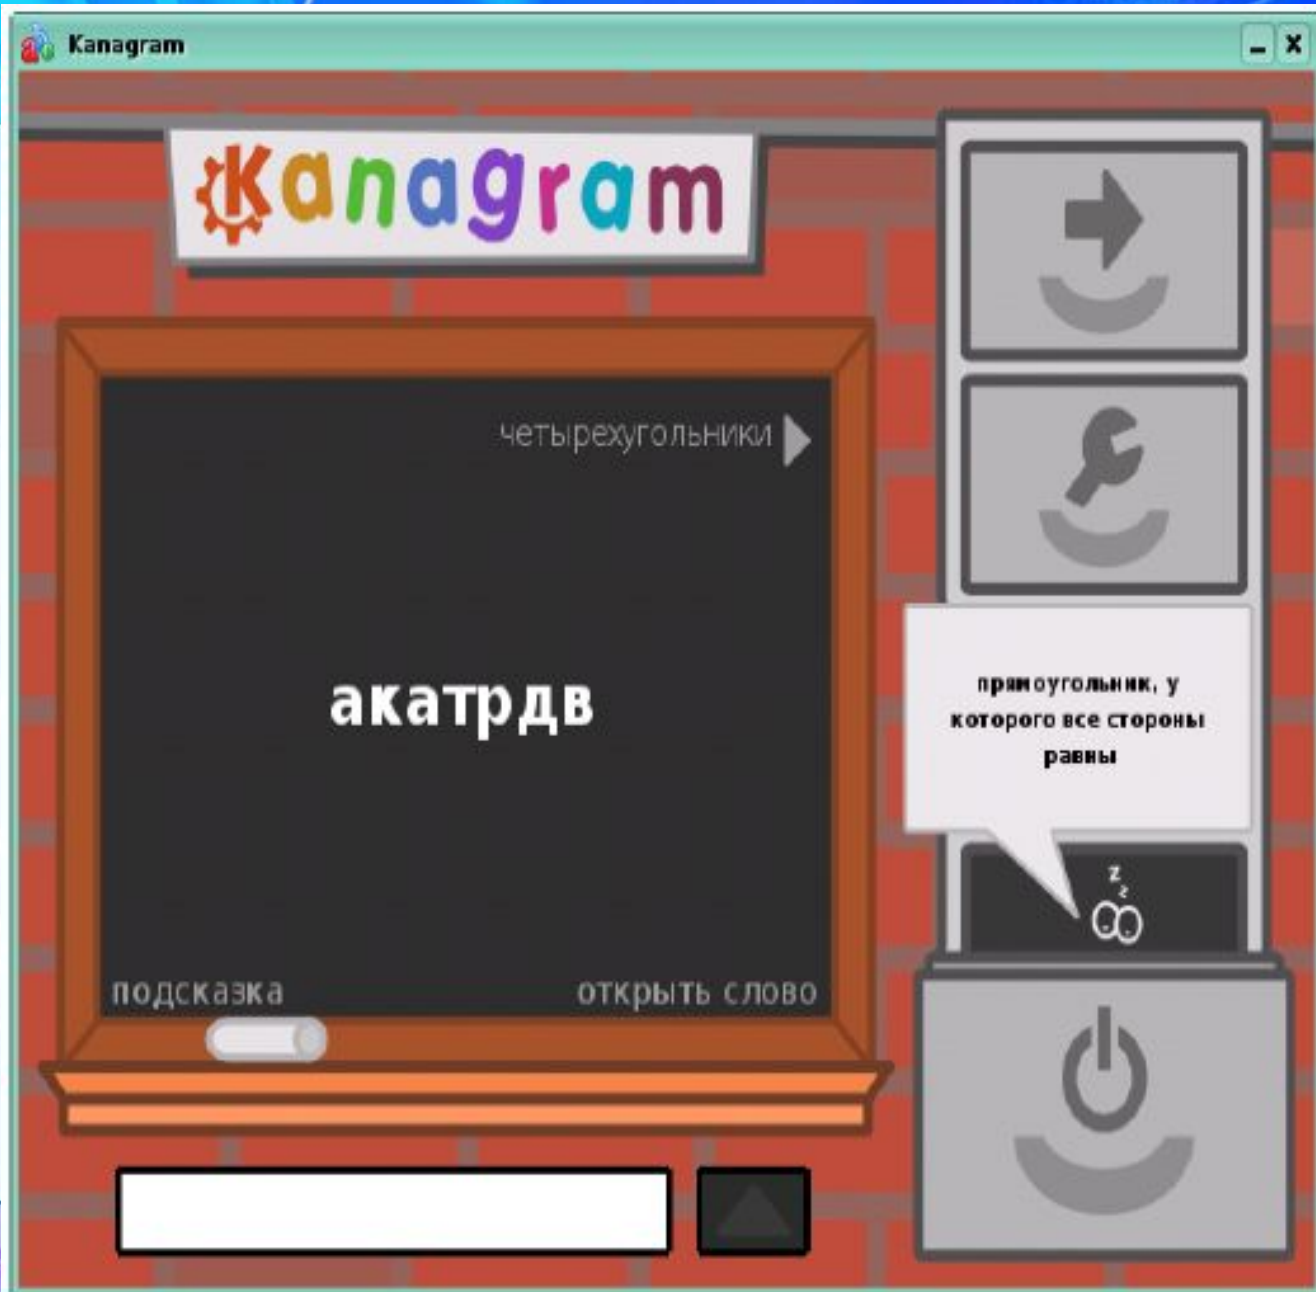 Kanagram
Kanagram
четырехугольники
акатрдв
прямоугольник, у
которого все стороны
равны
z
z
подсказка
открыть слово